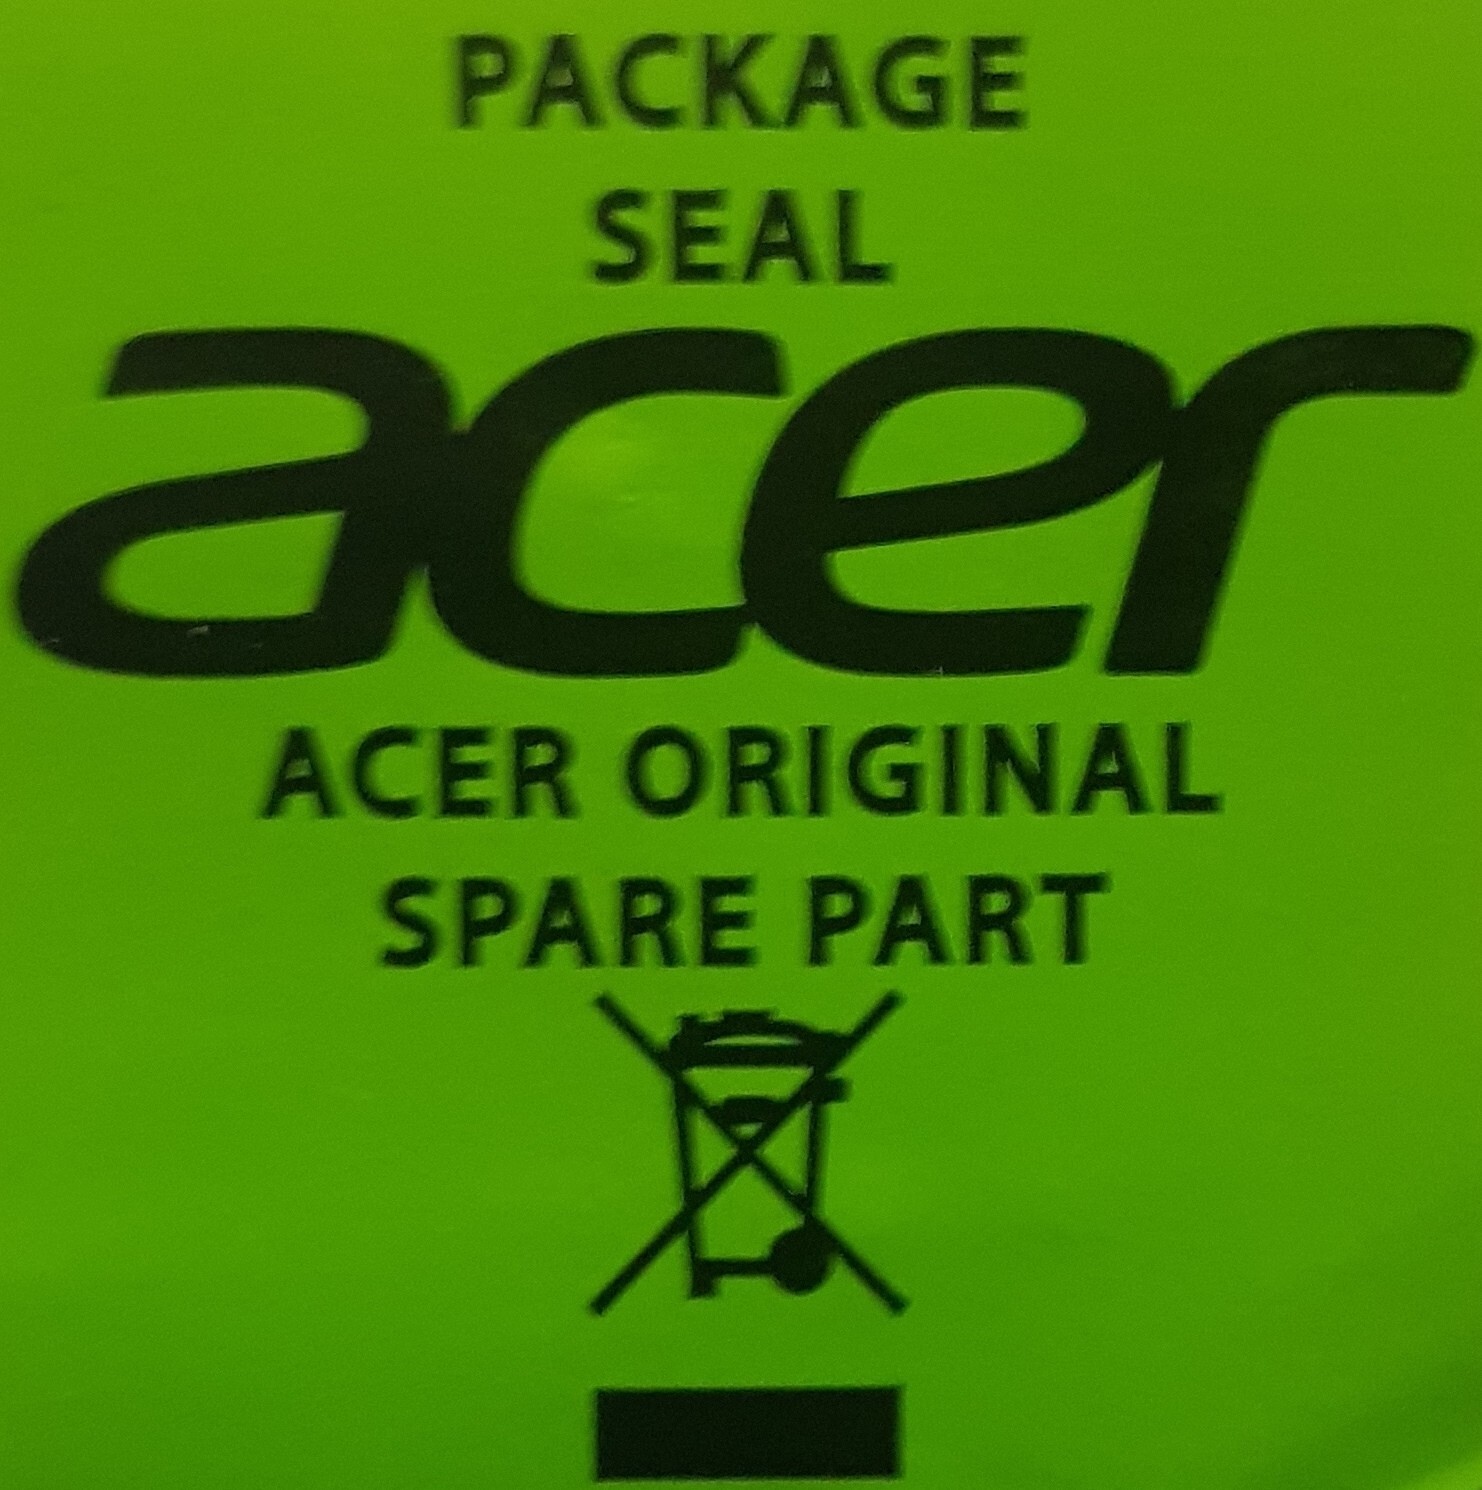 PACKAGE
SEAL
acer
ACER ORIGINAL
SPARE PART